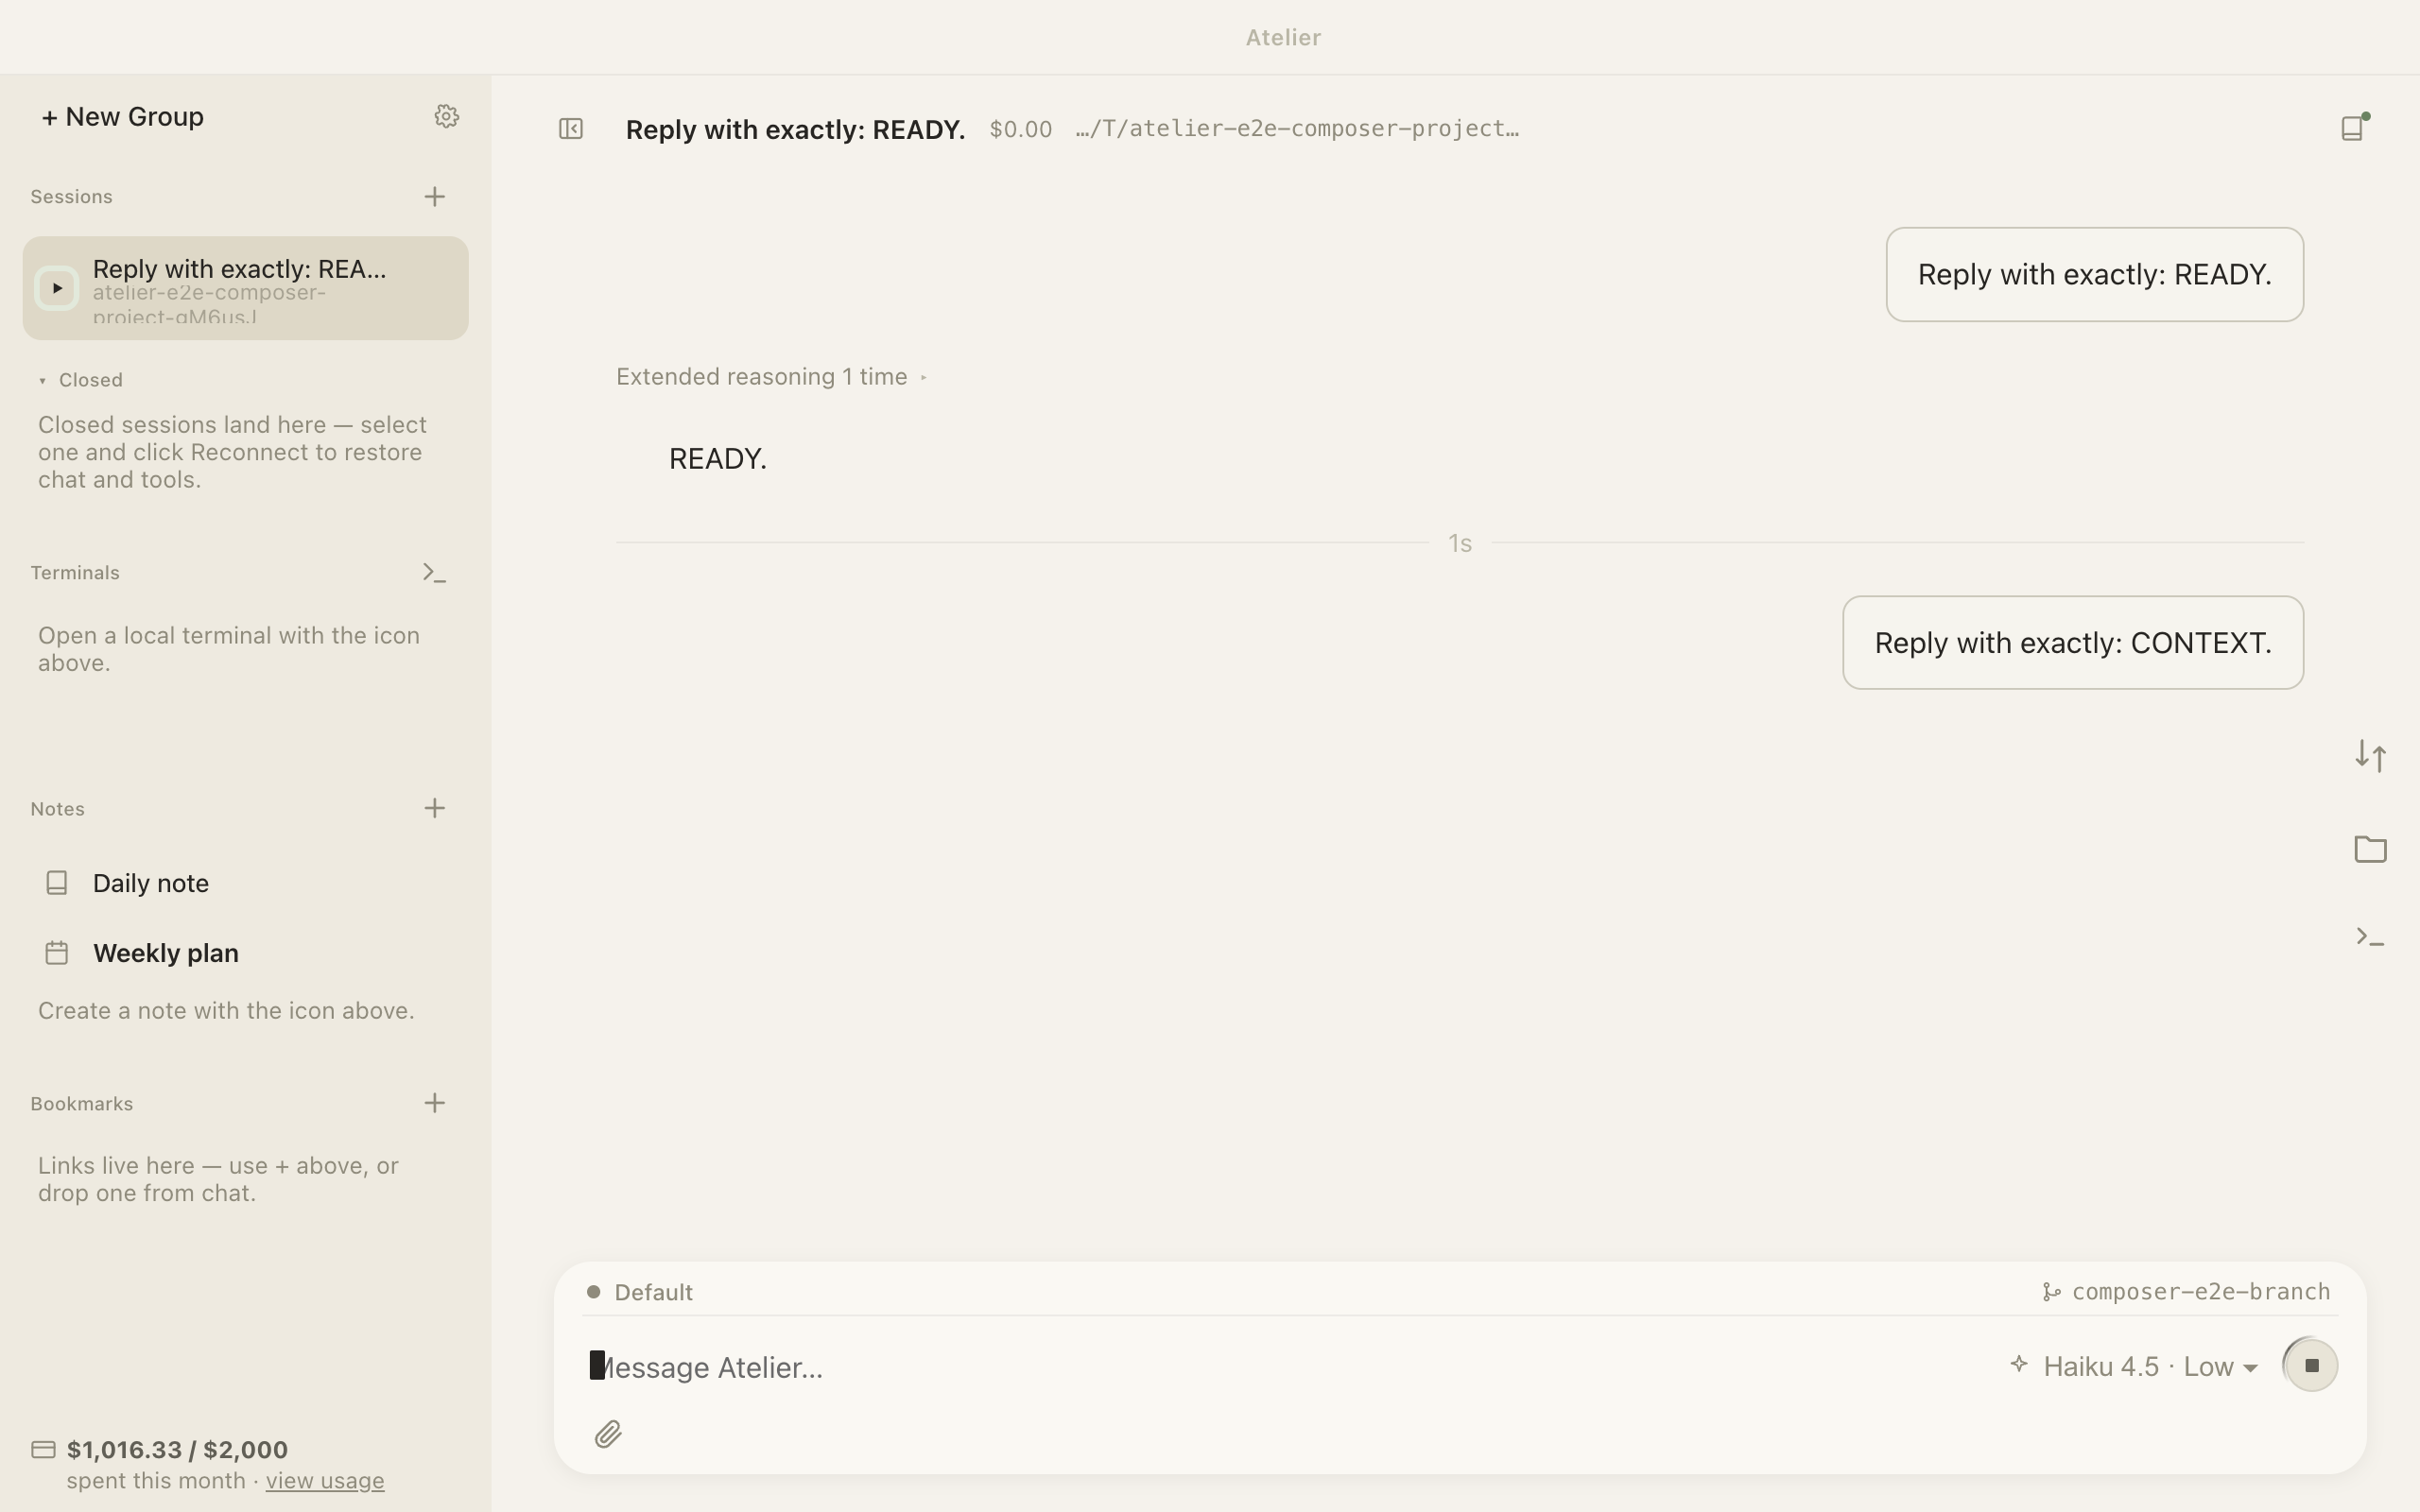 Atelier
+ New Group
Sessions
Reply with exactly: REA...
atelier-e2e-composer-
project-gM6usJ
Closed
Closed sessions land here — select
one and click Reconnect to restore
chat and tools.
Terminals
Open a local terminal with the icon
above.
Notes
Daily note
Weekly plan
Create a note with the icon above.
Bookmarks
Links live here — use + above, or
drop one from chat.
$1,016.33 / $2,000
spent this month · view usage
Reply with exactly: READY. $0.00 …/T/atelier-e2e-composer-project…
Reply with exactly: READY.
Extended reasoning 1 time
READY.
1s
Reply with exactly: CONTEXT.
Default
composer-e2e-branch
Message Atelier...
Haiku 4.5 · Low